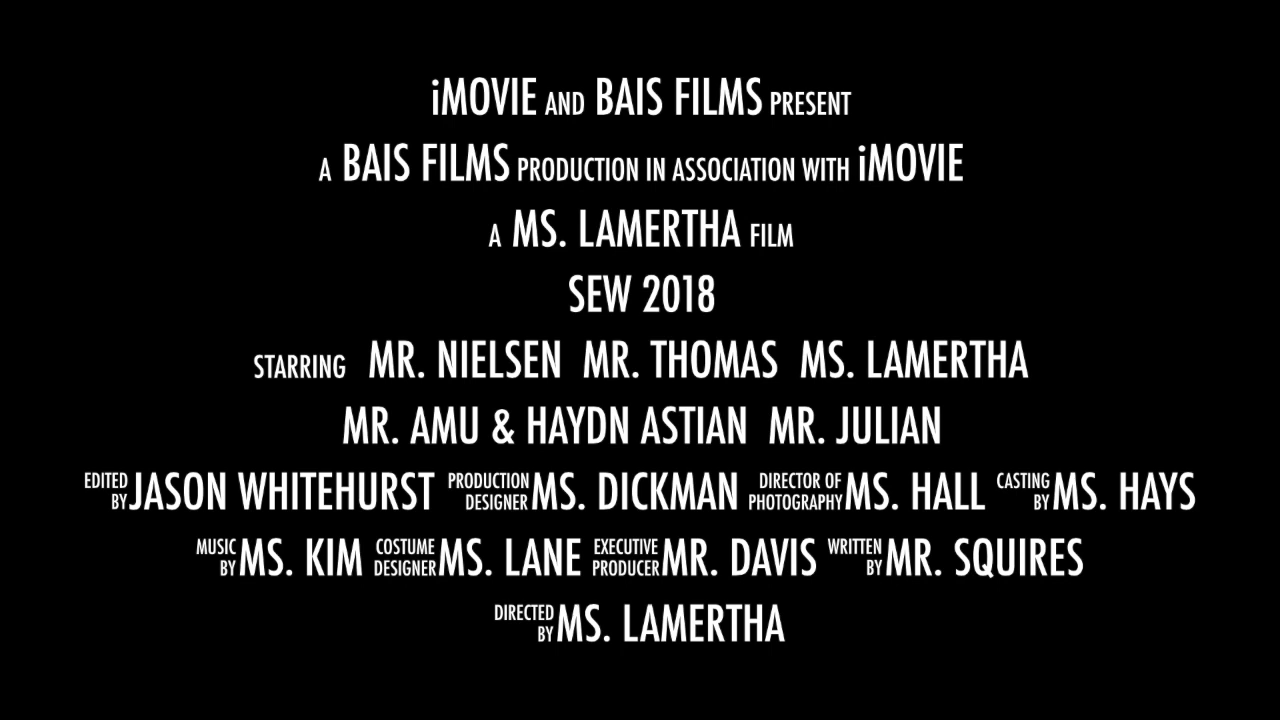 iMOVIE AND BAIS FILMS PRESENT
A BAIS FILMS PRODUCTION IN ASSOCIATION WITH iMOVIE
A MS. LAMERTHA FILM
SEW 2018
STARRING MR. NIELSEN MR. THOMAS MS. LAMERTHA
MR. AMU & HAYDN ASTIAN MR. JULIAN
EDITED BY JASON WHITEHURST PRODUCTION DESIGNER MS. DICKMAN DIRECTOR OF PHOTOGRAPHY MS. HALL CASTING BY MS. HAYS
MUSIC BY MS. KIM COSTUME DESIGNER MS. LANE EXECUTIVE PRODUCER MR. DAVIS WRITTEN BY MR. SQUIRES
DIRECTED BY MS. LAMERTHA